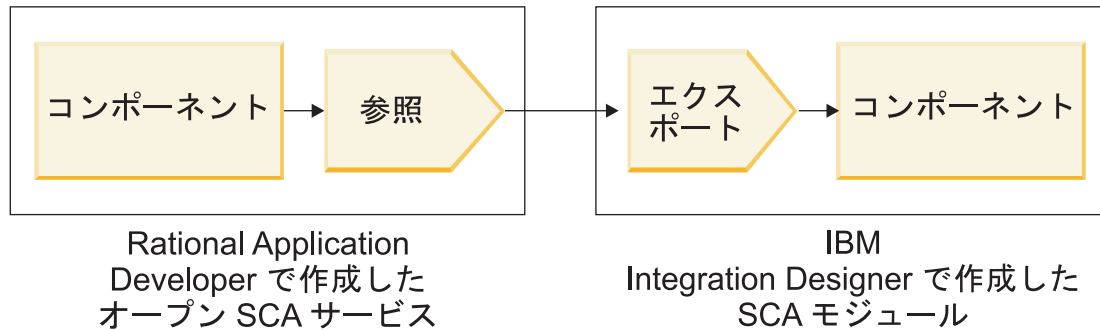 コンポーネント
参照
エクス
ポート
コンポーネント
Rational Application
Developer で作成した
オープン SCA サービス
IBM
Integration Designer で作成した
SCA モジュール